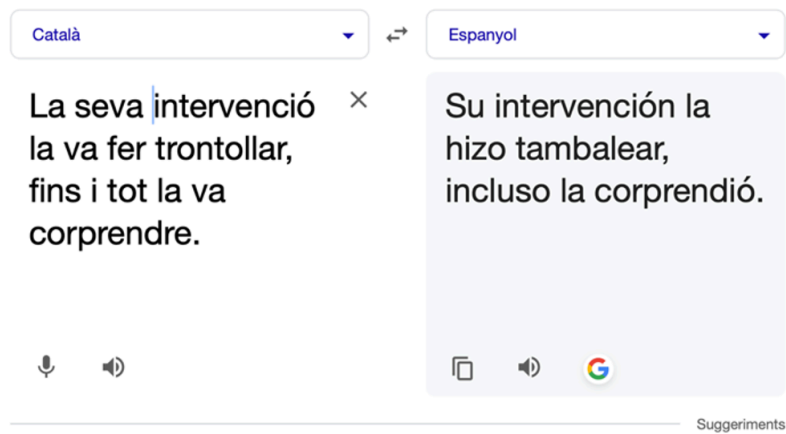 Català
Espanyol
La seva intervenció
la va fer trontollar,
fins i tot la va
corprendre.
Su intervención la
hizo tambalear,
incluso la corprendió.
Suggeriments